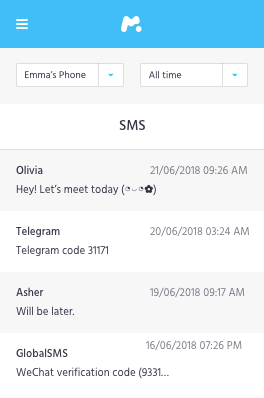 Emma's Phone All time
SMS
Olivia 21/06/2018 09:26 AM
Hey! Let's meet today (◔◡◔✿)
Telegram 20/06/2018 03:24 AM
Telegram code 31171
Asher 19/06/2018 09:17 AM
Will be later.
GlobalSMS 16/06/2018 07:26 PM
WeChat verification code (9331...